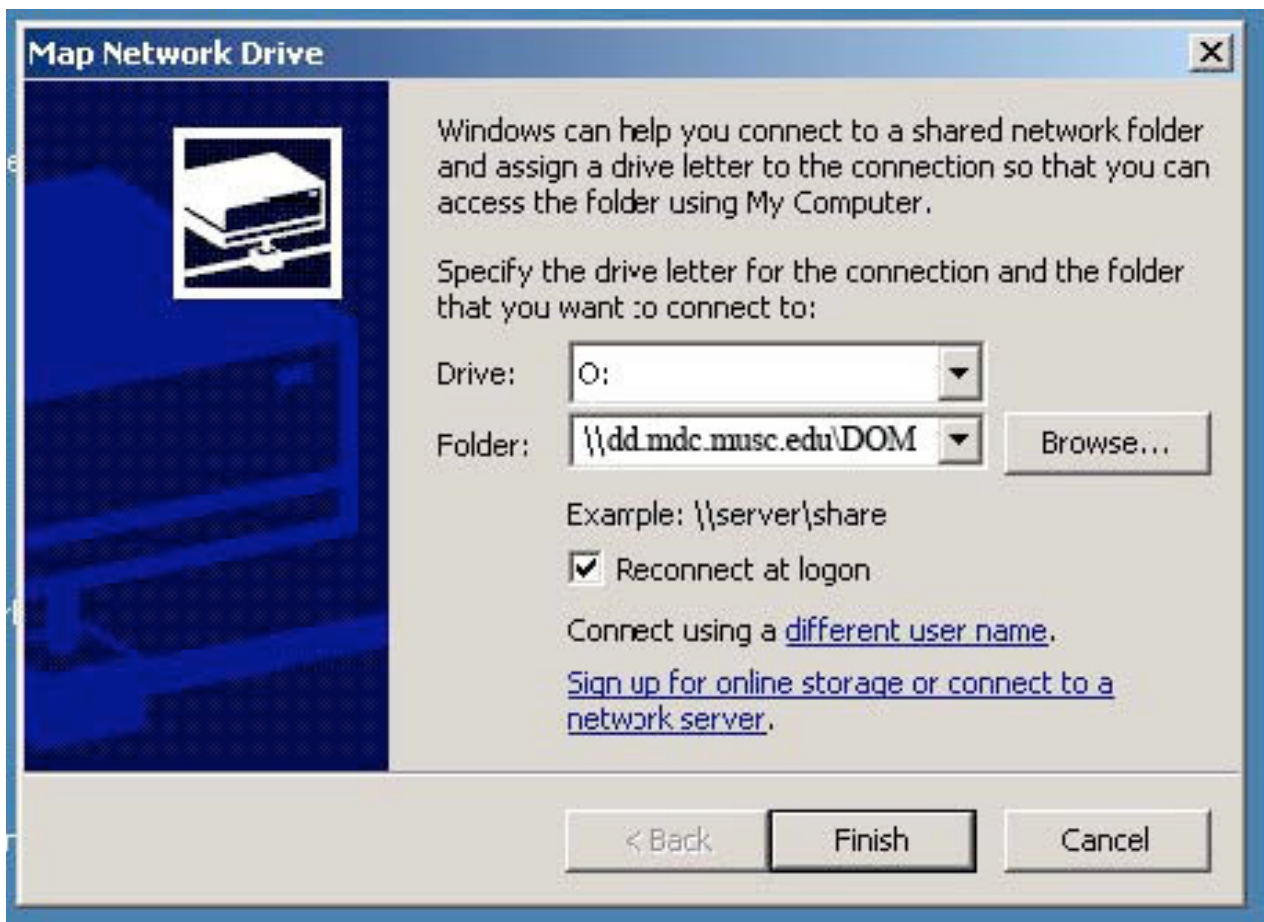 Map Network Drive
Windows can help you connect to a shared network folder
and assign a drive letter to the connection so that you can
access the folder using My Computer.
Specify the drive letter for the connection and the folder
that you want to connect to:
Drive: O:
Folder: \\dd.mdc.musc.edu\DOM Browse...
Example: \\server\share
Reconnect at logon
Connect using a different user name.
Sign up for online storage or connect to a
network server.
< Back Finish Cancel